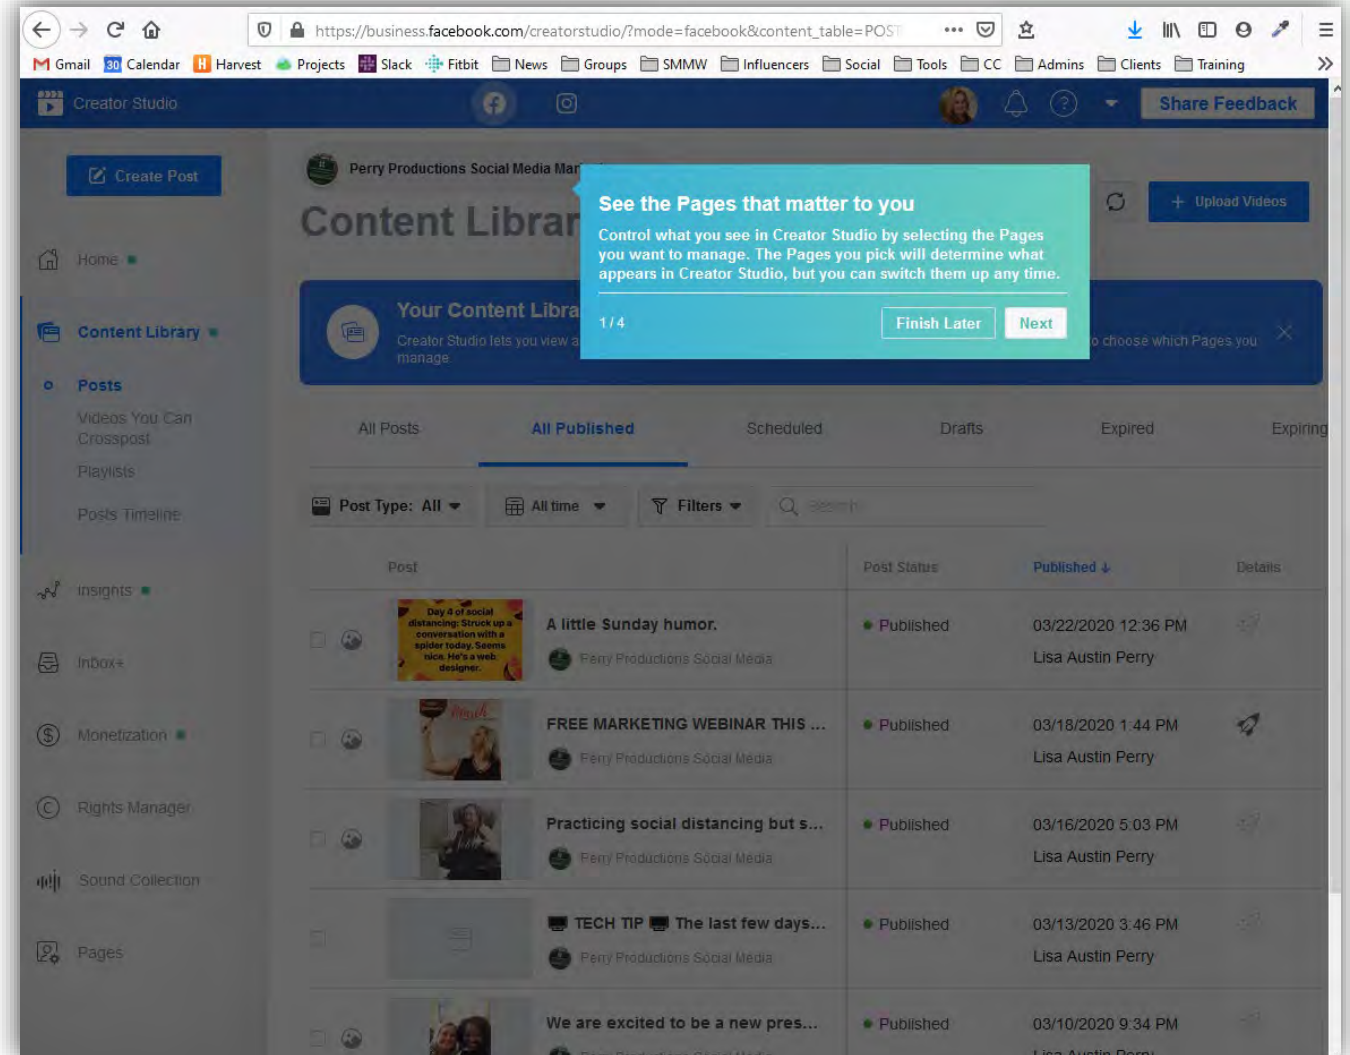 https://business.facebook.com/creatorstudio/?mode=facebook&content_table=POST
Gmail 30 Calendar H Harvest Projects Slack Fitbit News Groups SMMW Influencers Social Tools CC Admins Clients Training
Creator Studio
Share Feedback
Create Post
Home
Content Library
Posts
Videos You Can
Crosspost
Playlists
Posts Timeline
Insights
Inbox+
Monetization
Rights Manager
Sound Collection
Pages
Perry Productions Social Media Mar
Content Librar
+ Upload Videos
See the Pages that matter to you
Control what you see in Creator Studio by selecting the Pages
you want to manage. The Pages you pick will determine what
appears in Creator Studio, but you can switch them up any time.
1 / 4
Finish Later
Next
Your Content Libra
Creator Studio lets you view a
o choose which Pages you
manage.
All Posts All Published Scheduled Drafts Expired Expiring
Post Type: All All time Filters Search
Post Post Status Published ↓ Details
Day 4 of social
distancing: Struck up a
conversation with a
spider today. Seems
nice. He's a web
designer.
A little Sunday humor.
Perry Productions Social Media
Published
03/22/2020 12:36 PM
Lisa Austin Perry
FREE MARKETING WEBINAR THIS ...
Perry Productions Social Media
Published
03/18/2020 1:44 PM
Lisa Austin Perry
Practicing social distancing but s...
Perry Productions Social Media
Published
03/16/2020 5:03 PM
Lisa Austin Perry
TECH TIP The last few days...
Perry Productions Social Media
Published
03/13/2020 3:46 PM
Lisa Austin Perry
We are excited to be a new pres...
Perry Productions Social Media
Published
03/10/2020 9:34 PM
Lisa Austin Perry